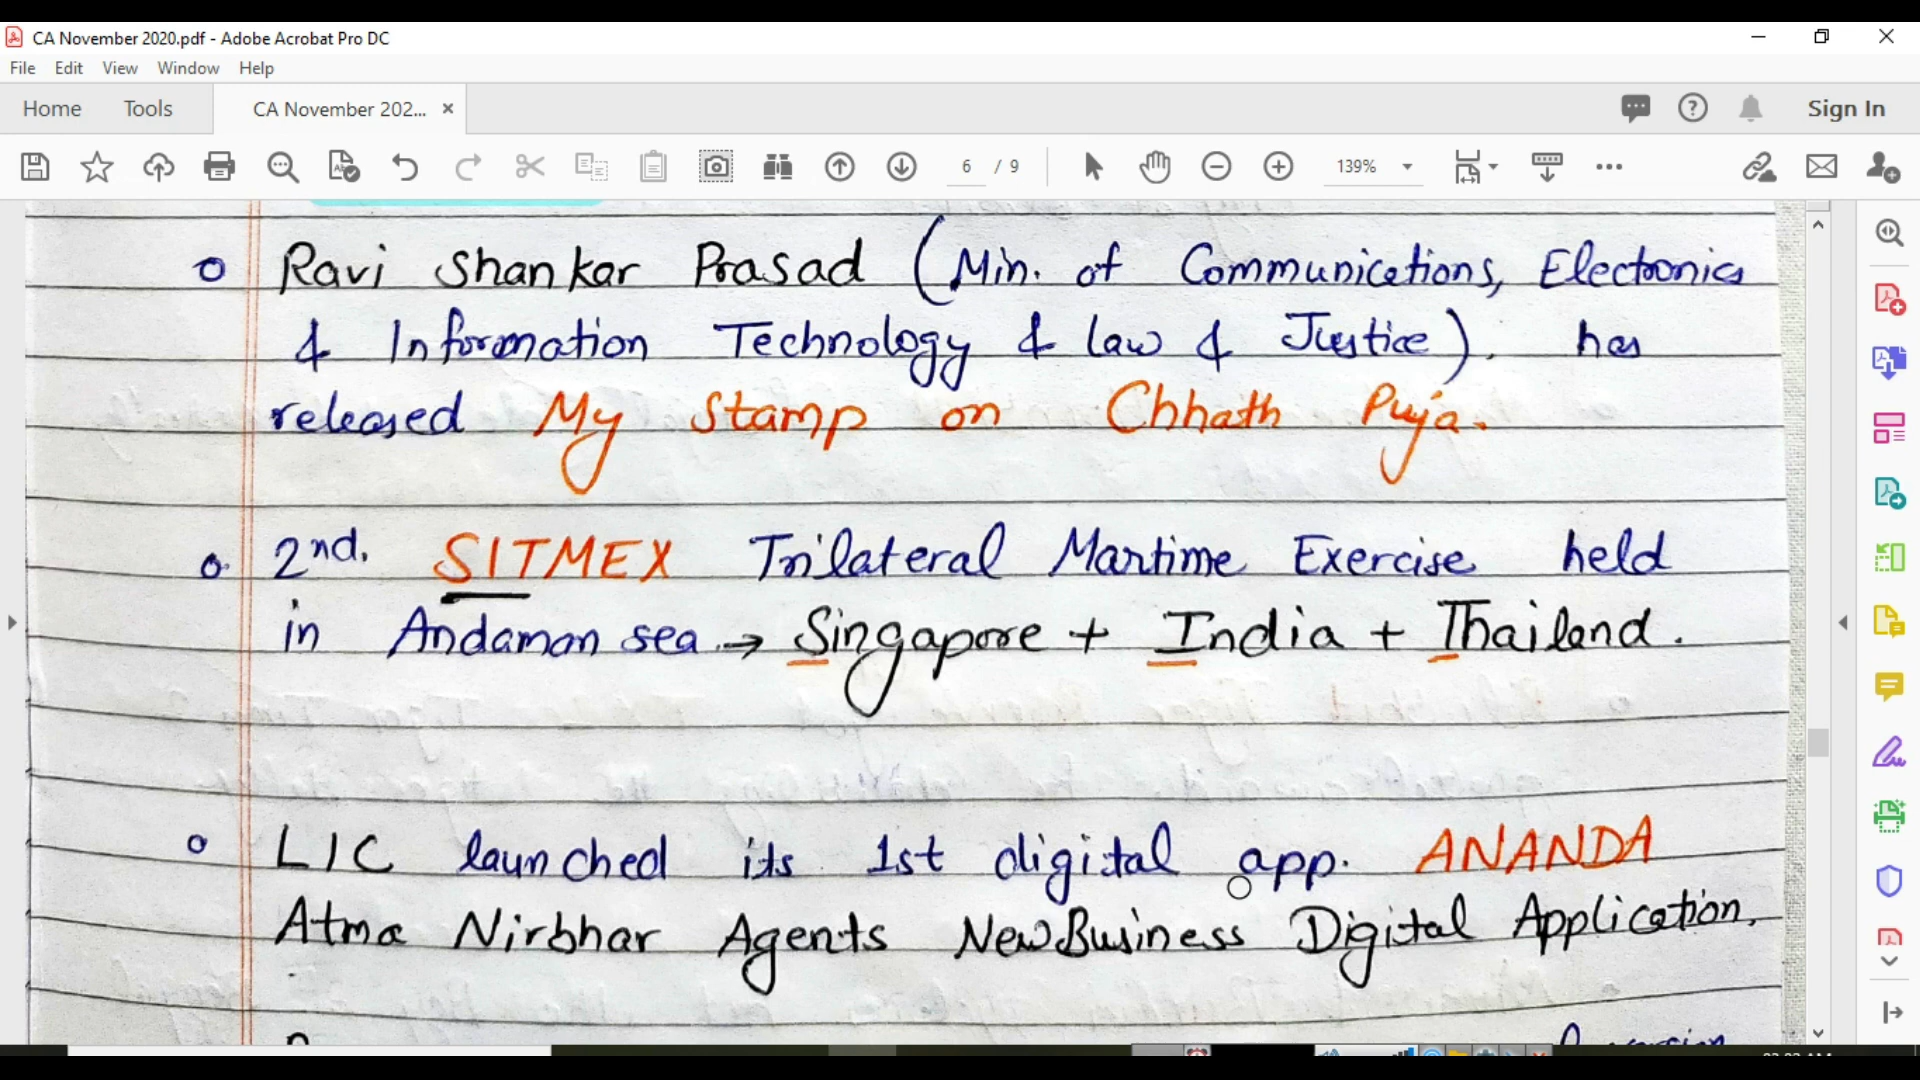 CA November 2020.pdf - Adobe Acrobat Pro DC
File Edit View Window Help
Home Tools CA November 202... × Sign In
6 / 9 139%
Ravi Shankar Prasad (Min. of Communications, Electronics
& Information Technology & law & Justice). has
released My Stamp on Chhath Puja.
2nd. SITMEX Trilateral Martime Exercise held
in Andaman sea → Singapore + India + Thailand.
LIC launched its 1st digital app. ANANDA
Atma Nirbhar Agents New Business Digital Application.